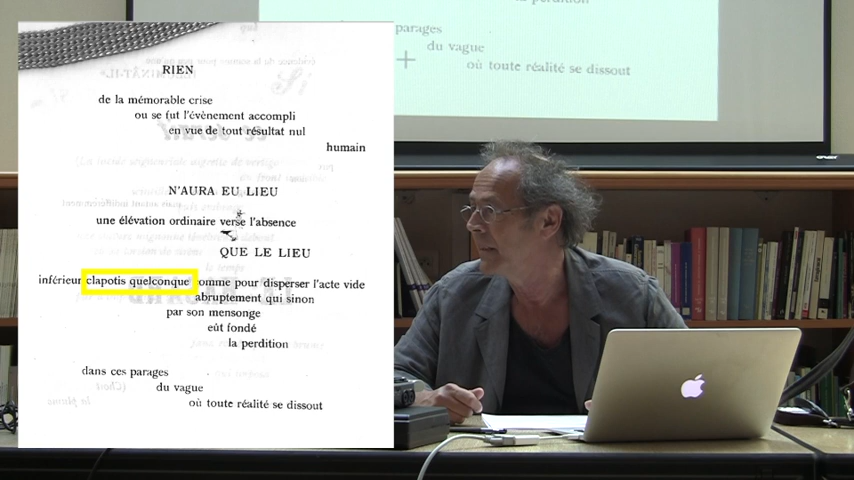 RIEN
de la mémorable crise
ou se fut l'évènement accompli
en vue de tout résultat nul
humain
N'AURA EU LIEU
une élévation ordinaire verse l'absence
QUE LE LIEU
inférieur clapotis quelconque omme pour disperser l'acte vide
abruptement qui sinon
par son mensonge
eût fondé
la perdition
dans ces parages
du vague
où toute réalité se dissout
la perdition
parages
du vague
où toute réalité se dissout